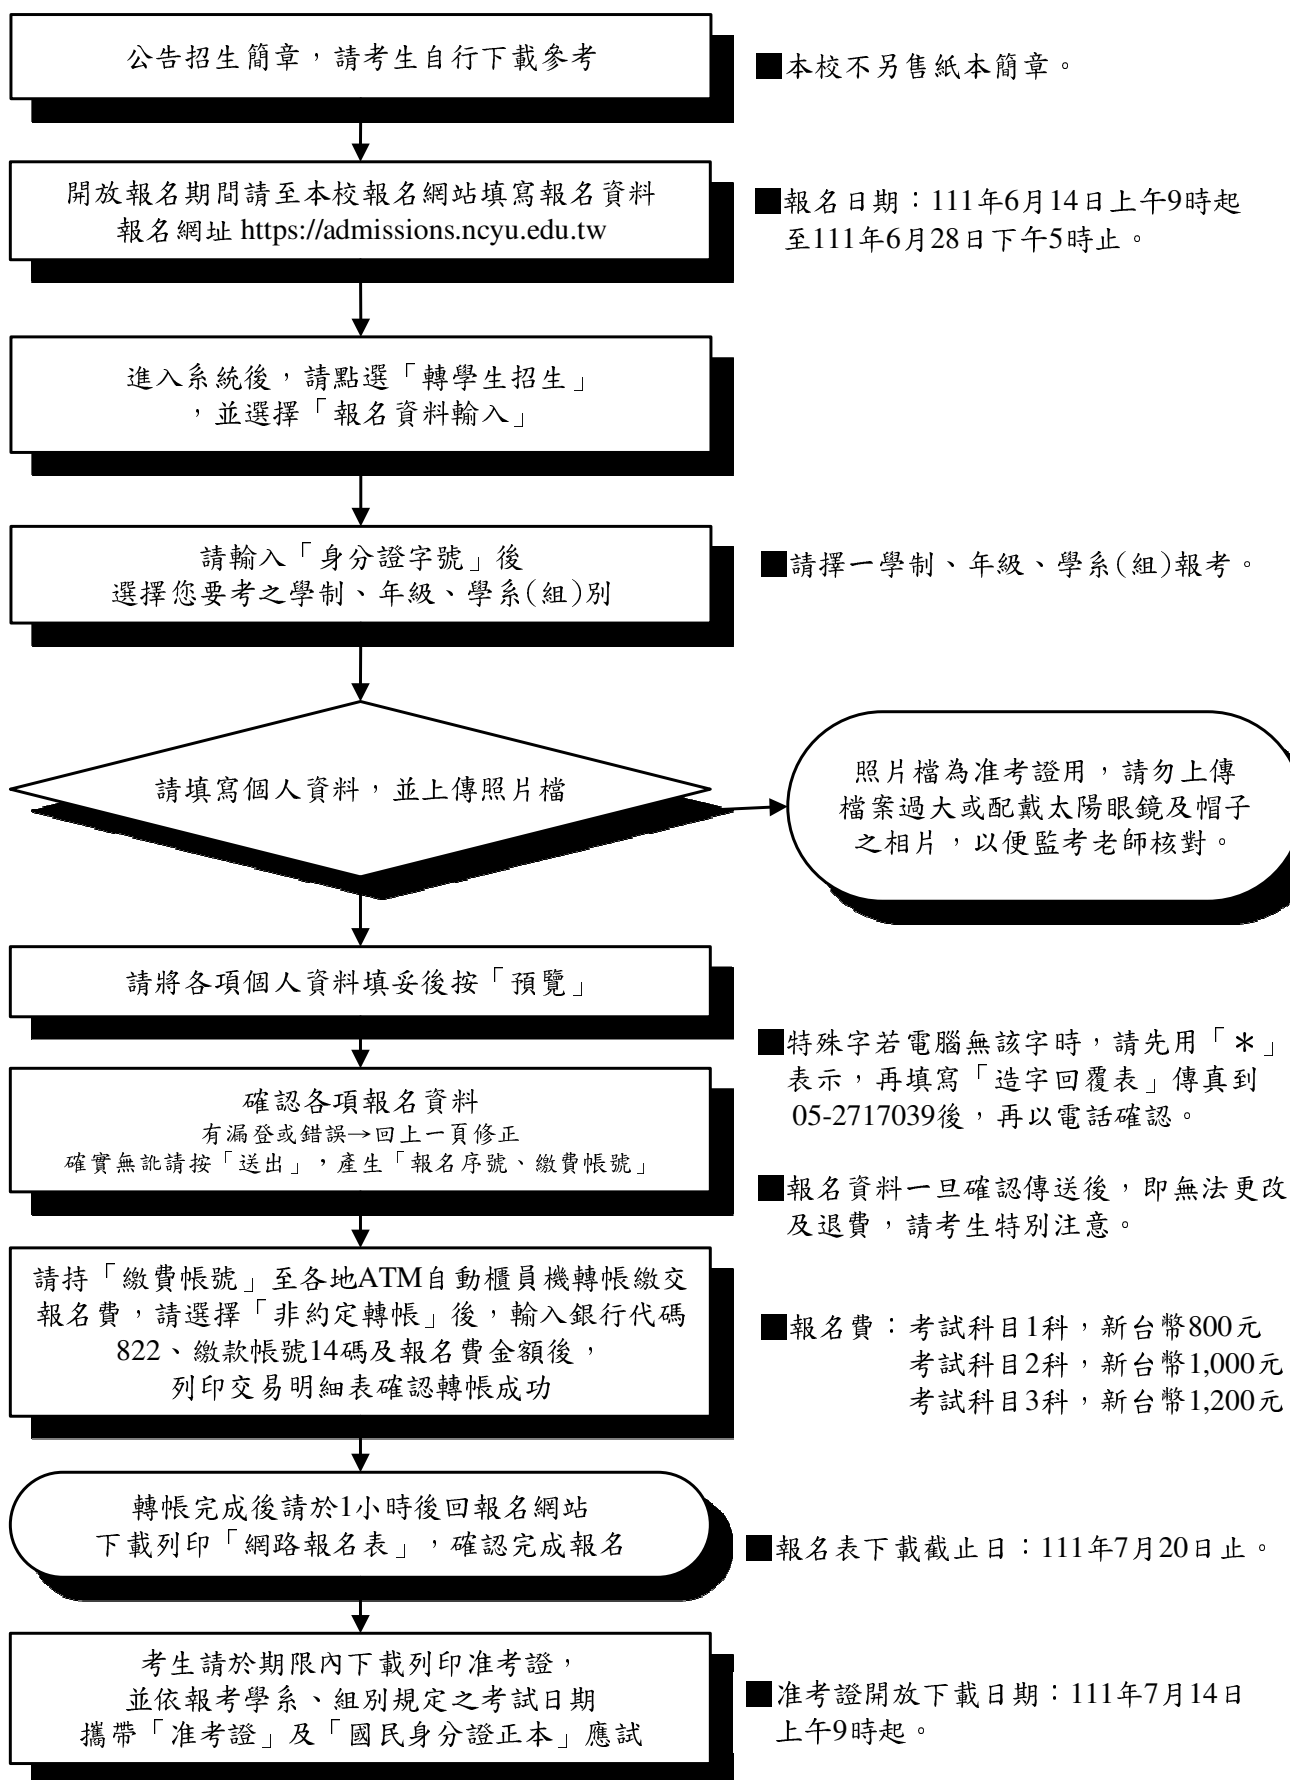 公告招生簡章，請考生自行下載參考
■本校不另售紙本簡章。
開放報名期間請至本校報名網站填寫報名資料
報名網址 https://admissions.ncyu.edu.tw
■報名日期：111年6月14日上午9時起
至111年6月28日下午5時止。
進入系統後，請點選「轉學生招生」
，並選擇「報名資料輸入」
請輸入「身分證字號」後
選擇您要考之學制、年級、學系(組)別
■請擇一學制、年級、學系(組)報考。
請填寫個人資料，並上傳照片檔
照片檔為准考證用，請勿上傳
檔案過大或配戴太陽眼鏡及帽子
之相片，以便監考老師核對。
請將各項個人資料填妥後按「預覽」
■特殊字若電腦無該字時，請先用「＊」
表示，再填寫「造字回覆表」傳真到
05-2717039後，再以電話確認。
確認各項報名資料
有漏登或錯誤→回上一頁修正
確實無訛請按「送出」，產生「報名序號、繳費帳號」
■報名資料一旦確認傳送後，即無法更改
及退費，請考生特別注意。
請持「繳費帳號」至各地ATM自動櫃員機轉帳繳交
報名費，請選擇「非約定轉帳」後，輸入銀行代碼
822、繳款帳號14碼及報名費金額後，
列印交易明細表確認轉帳成功
■報名費：考試科目1科，新台幣800元
考試科目2科，新台幣1,000元
考試科目3科，新台幣1,200元
轉帳完成後請於1小時後回報名網站
下載列印「網路報名表」，確認完成報名
■報名表下載截止日：111年7月20日止。
考生請於期限內下載列印准考證，
並依報考學系、組別規定之考試日期
攜帶「准考證」及「國民身分證正本」應試
■准考證開放下載日期：111年7月14日
上午9時起。